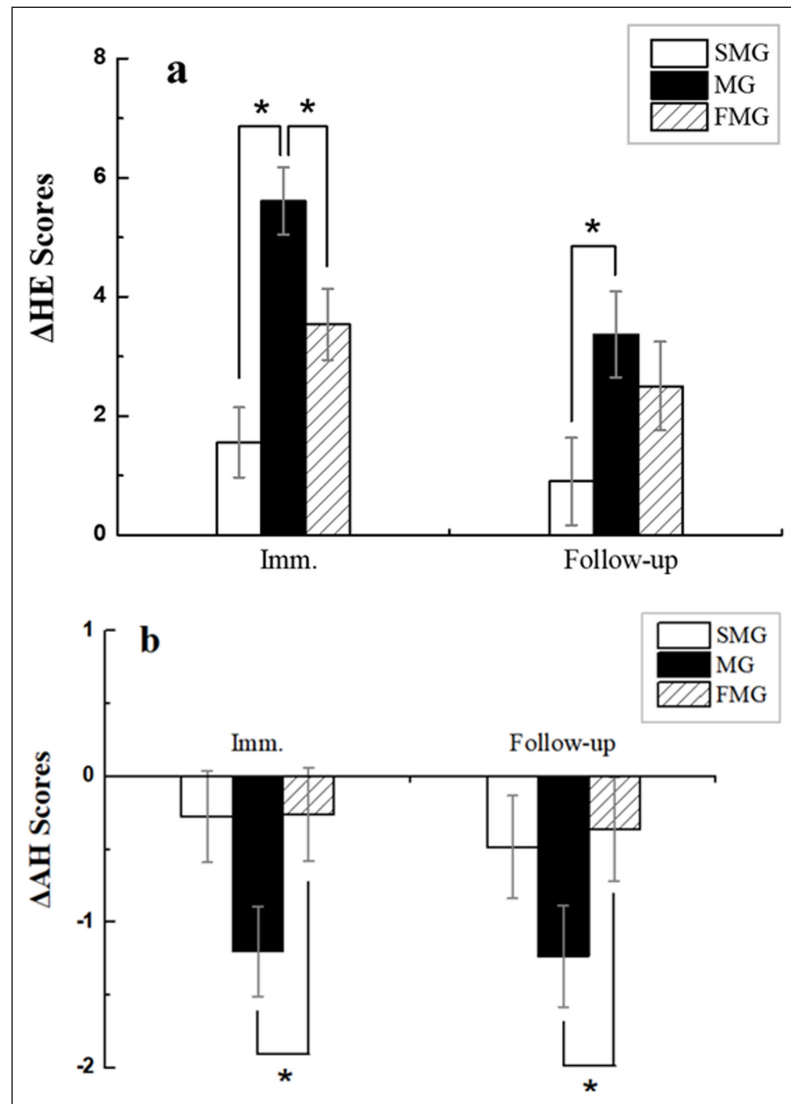 a
SMG
MG
FMG
8
6
4
2
0
ΔHE Scores
*
*
*
Imm.
Follow-up
b
SMG
MG
FMG
1
0
-1
-2
ΔAH Scores
Imm.
Follow-up
*
*